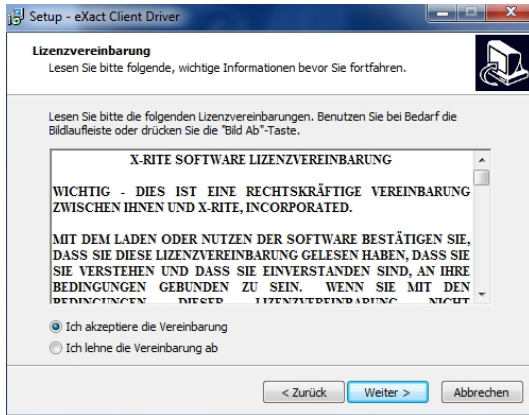 Setup - eXact Client Driver
Lizenzvereinbarung
Lesen Sie bitte folgende, wichtige Informationen bevor Sie fortfahren.
Lesen Sie bitte die folgenden Lizenzvereinbarungen. Benutzen Sie bei Bedarf die
Bildlaufleiste oder drücken Sie die "Bild Ab"-Taste.
X-RITE SOFTWARE LIZENZVEREINBARUNG
WICHTIG - DIES IST EINE RECHTSKRÄFTIGE VEREINBARUNG
ZWISCHEN IHNEN UND X-RITE, INCORPORATED.
MIT DEM LADEN ODER NUTZEN DER SOFTWARE BESTÄTIGEN SIE,
DASS SIE DIESE LIZENZVEREINBARUNG GELESEN HABEN, DASS SIE
SIE VERSTEHEN UND DASS SIE EINVERSTANDEN SIND, AN IHRE
BEDINGUNGEN GEBUNDEN ZU SEIN. WENN SIE MIT DEN
BEDINGUNGEN DIESER LIZENZVEREINBARUNG NICHT
Ich akzeptiere die Vereinbarung
Ich lehne die Vereinbarung ab
< Zurück Weiter > Abbrechen